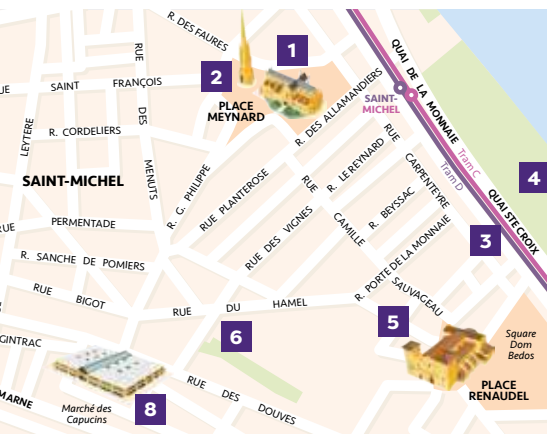 R. DES FAURES
1
2
RUE
SAINT
FRANÇOIS
RUE
DES
MENUTS
PLACE
MEYNARD
R. DES ALLAMANDIERS
SAINT-
MICHEL
QUAI DE LA MONNAIE
Tram C
Tram D
QUAI STE CROIX
4
3
LEYTERE
R. CORDELIERS
SAINT-MICHEL
R. G. PHILIPPE
RUE PLANTEROSE
RUE
CAMILLE
SAUVAGEAU
R. LE REYNARD
RUE
CARPENTEYRE
R. BEYSSAC
RUE DES VIGNES
R. PORTE DE LA MONNAIE
RUE
PERMENTADE
R. SANCHE DE POMIERS
RUE
BIGOT
RUE
DU
HAMEL
5
6
GINTRAC
MARNE
Marché des
Capucins
8
RUE
DES
DOUVES
Square
Dom
Bedos
PLACE
RENAUDEL